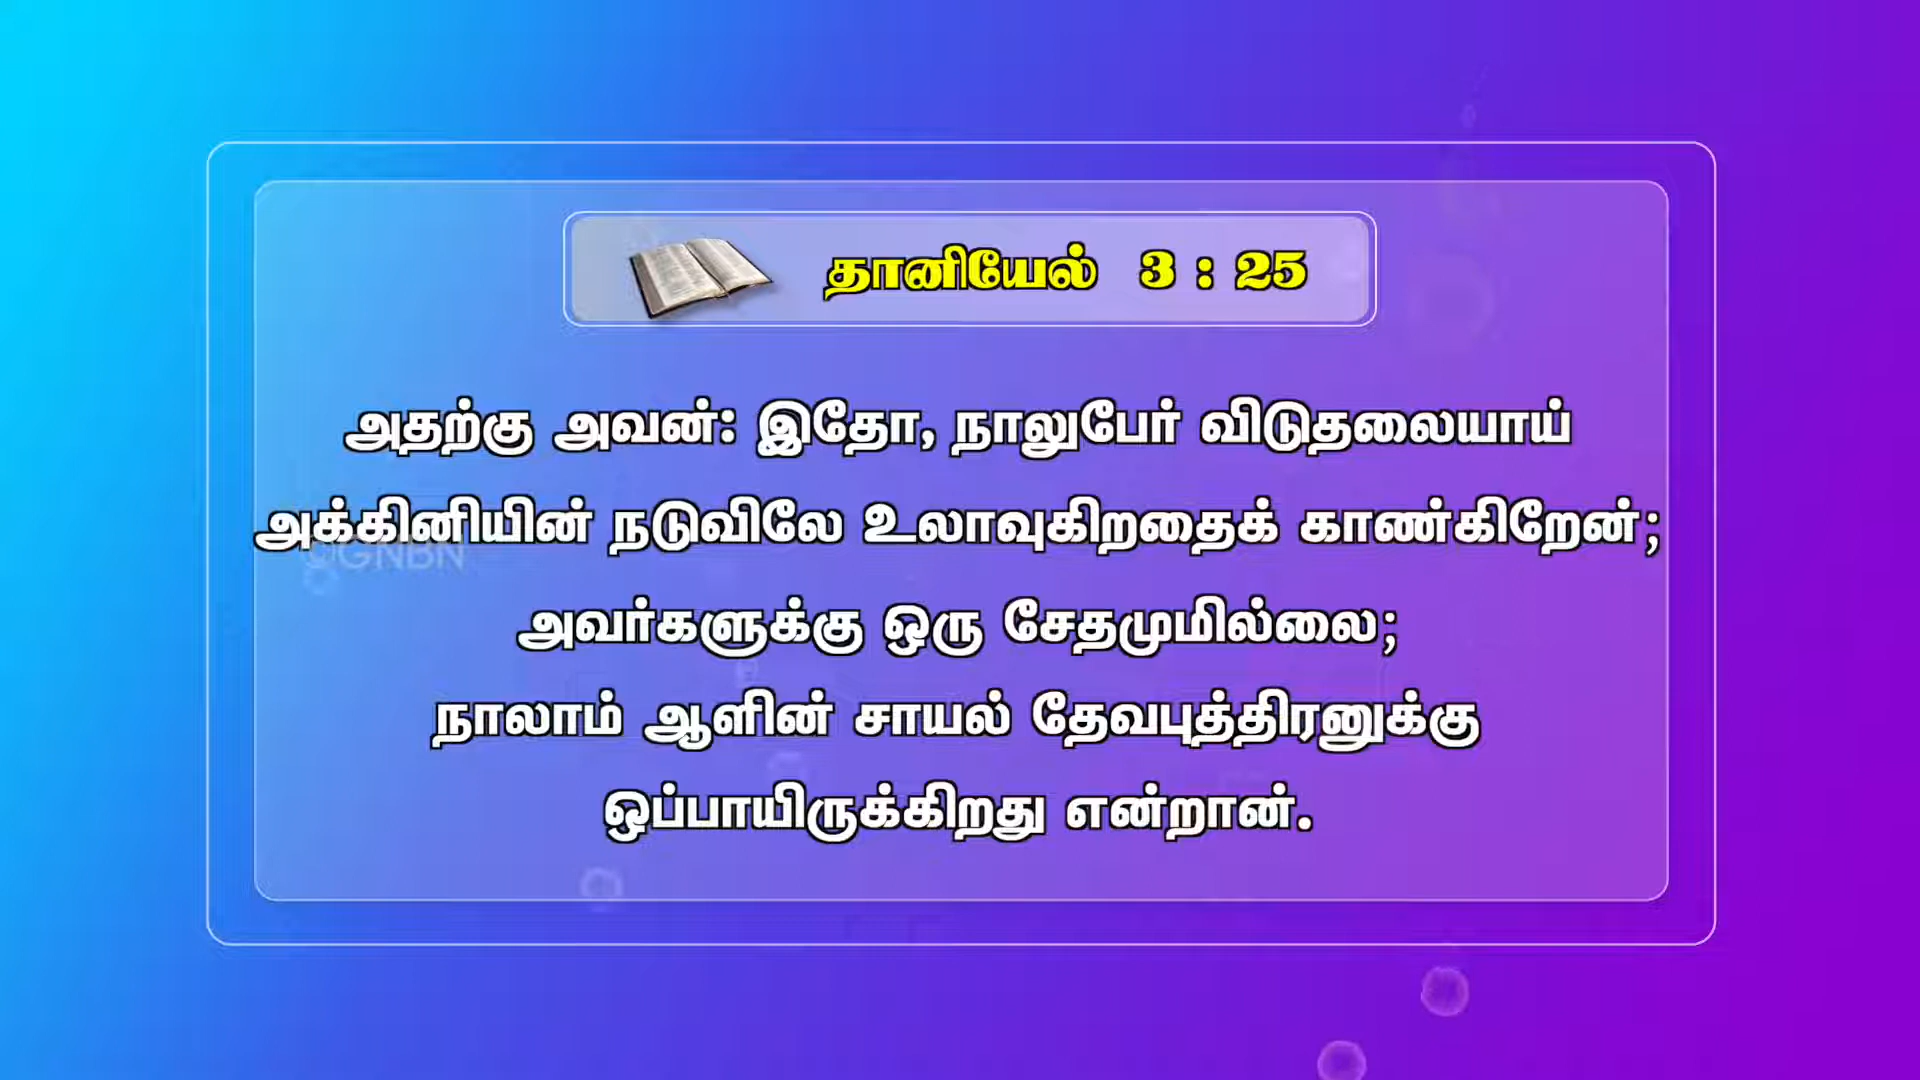 தானியேல் 3 : 25
அதற்கு அவன்: இதோ, நாலுபேர் விடுதலையாய்
அக்கினியின் நடுவிலே உலாவுகிறதைக் காண்கிறேன்;
©GNBN
அவர்களுக்கு ஒரு சேதமுமில்லை;
நாலாம் ஆளின் சாயல் தேவபுத்திரனுக்கு
ஒப்பாயிருக்கிறது என்றான்.